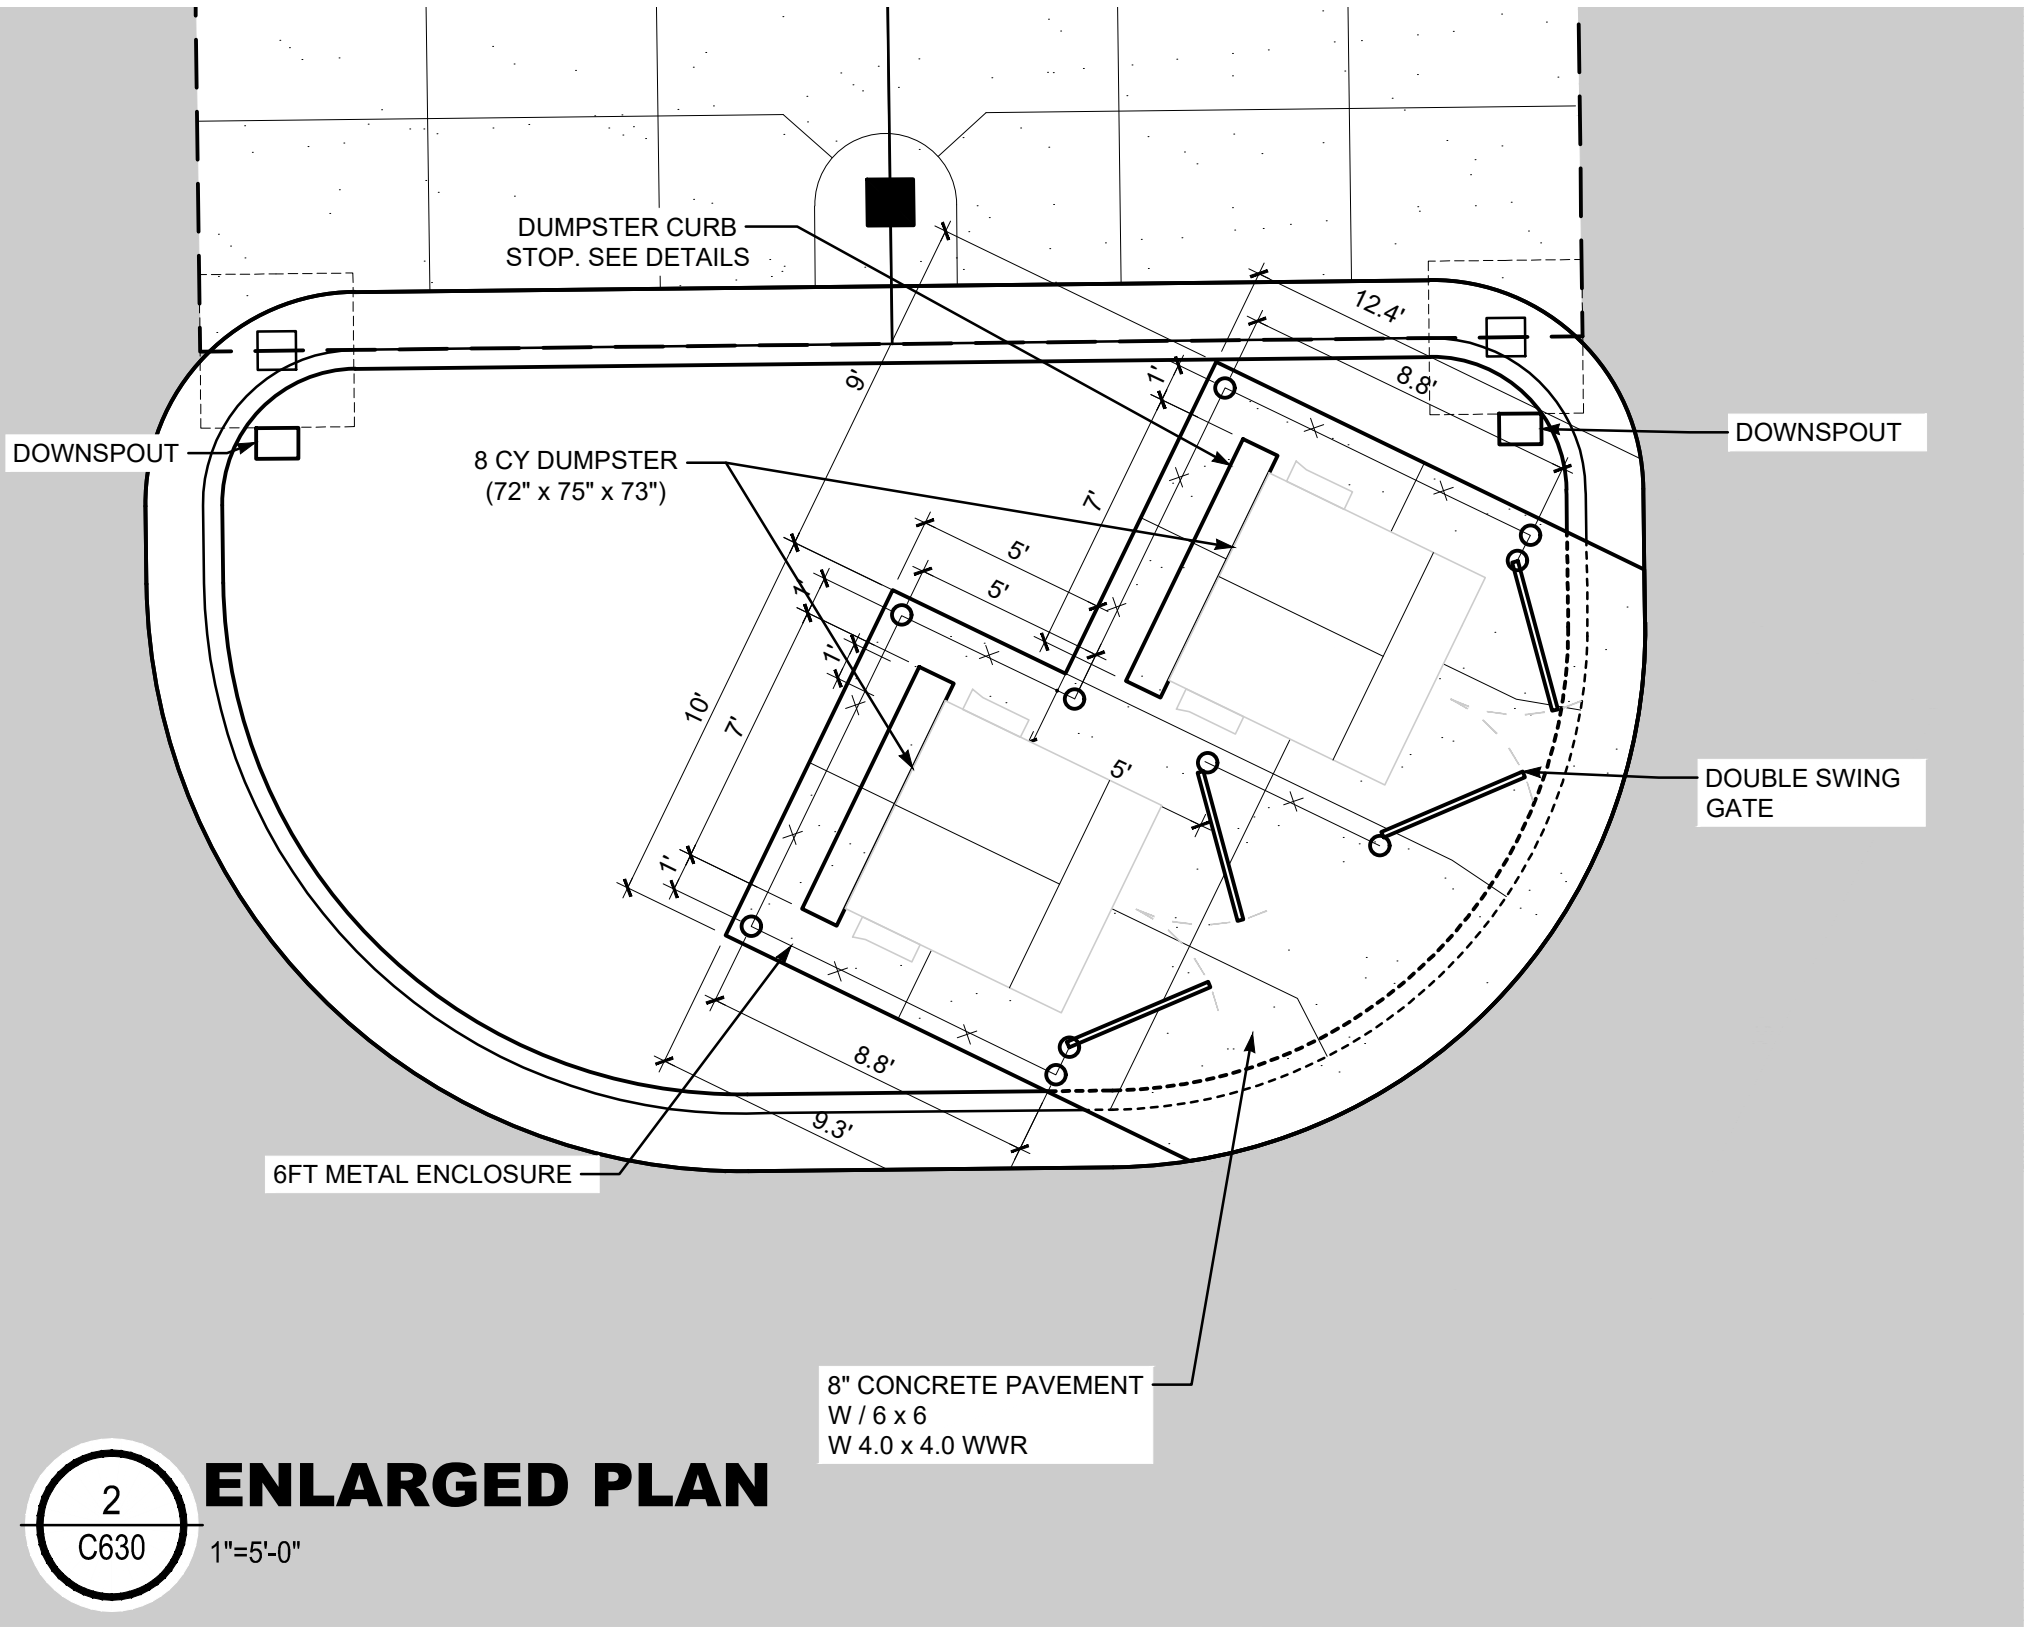 DUMPSTER CURB
STOP. SEE DETAILS
12.4'
8.8'
1'
9'
DOWNSPOUT
DOWNSPOUT
8 CY DUMPSTER
(72" x 75" x 73")
7'
5'
5'
1'
1'
10'
7'
5'
DOUBLE SWING
GATE
1'
8.8'
9.3'
6FT METAL ENCLOSURE
8" CONCRETE PAVEMENT
W / 6 x 6
W 4.0 x 4.0 WWR
2
C630
ENLARGED PLAN
1"=5'-0"